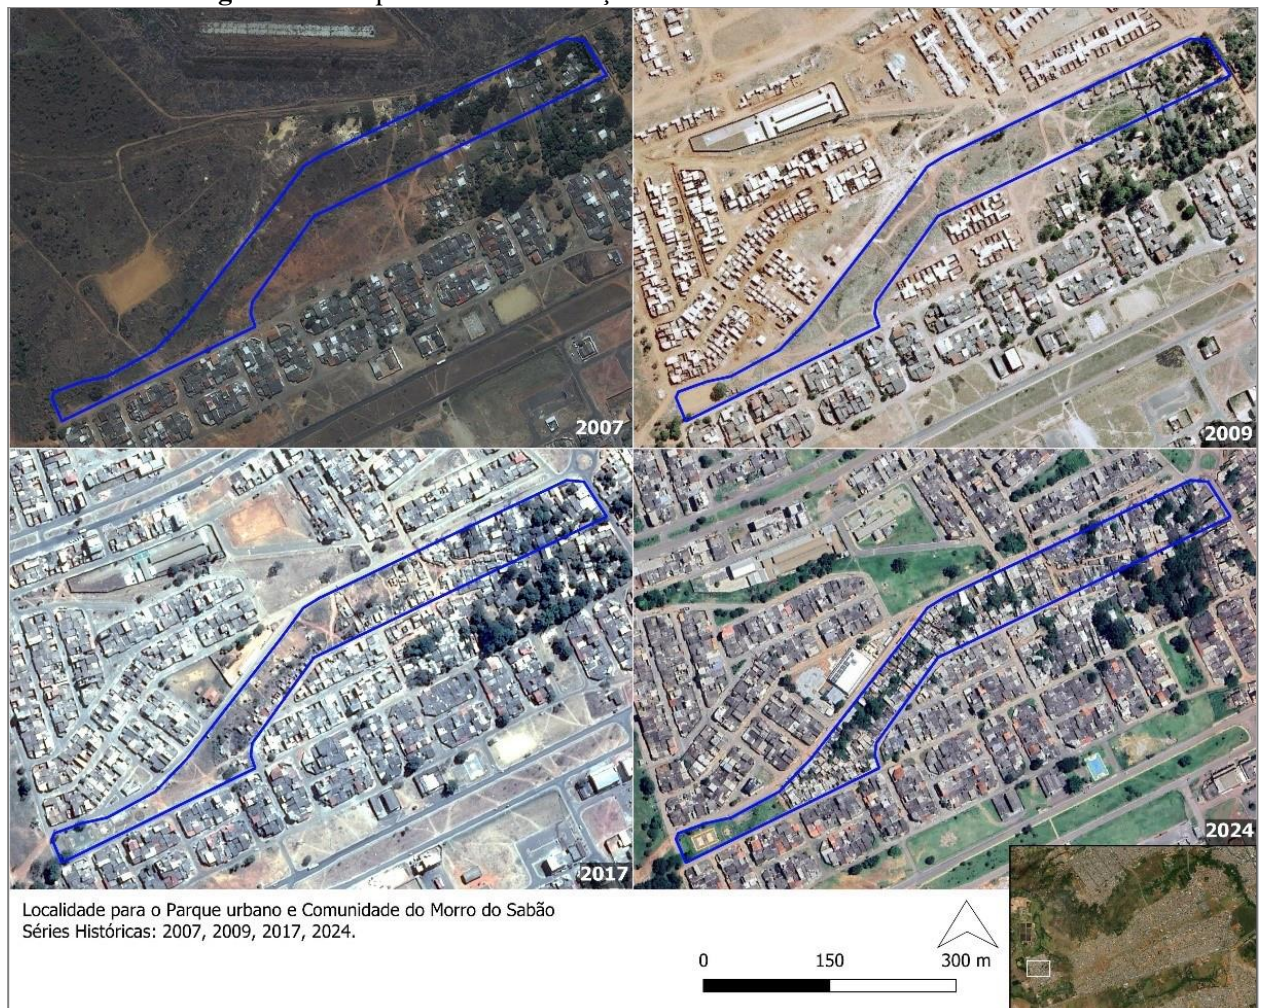 2007
2009
2017
2024
Localidade para o Parque urbano e Comunidade do Morro do Sabão
Séries Históricas: 2007, 2009, 2017, 2024.
0 150 300 m